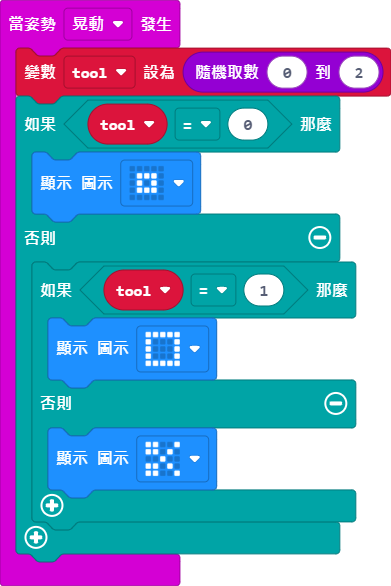 當姿勢 晃動 發生
變數 tool 設為 隨機取數 0 到 2
如果 tool = 0 那麼
顯示 圖示
否則
如果 tool = 1 那麼
顯示 圖示
否則
顯示 圖示